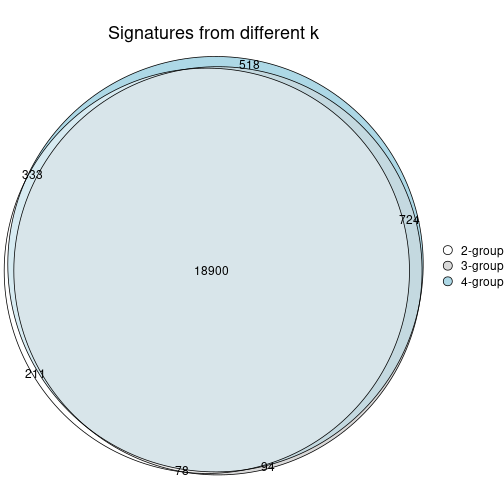 Signatures from different k
518
333
724
18900
2-group
3-group
4-group
211
78
94